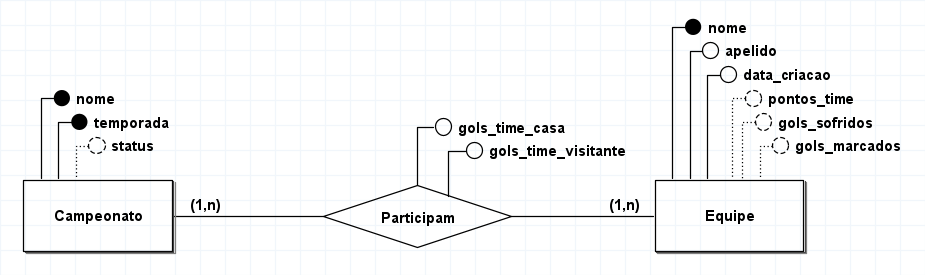 nome
temporada
status
Campeonato
(1,n)
gols_time_casa
gols_time_visitante
Participam
(1,n)
nome
apelido
data_criacao
pontos_time
gols_sofridos
gols_marcados
Equipe